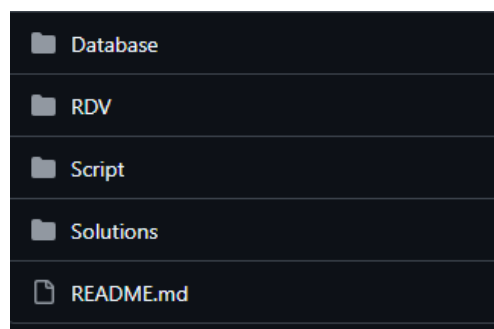 Database
RDV
Script
Solutions
README.md